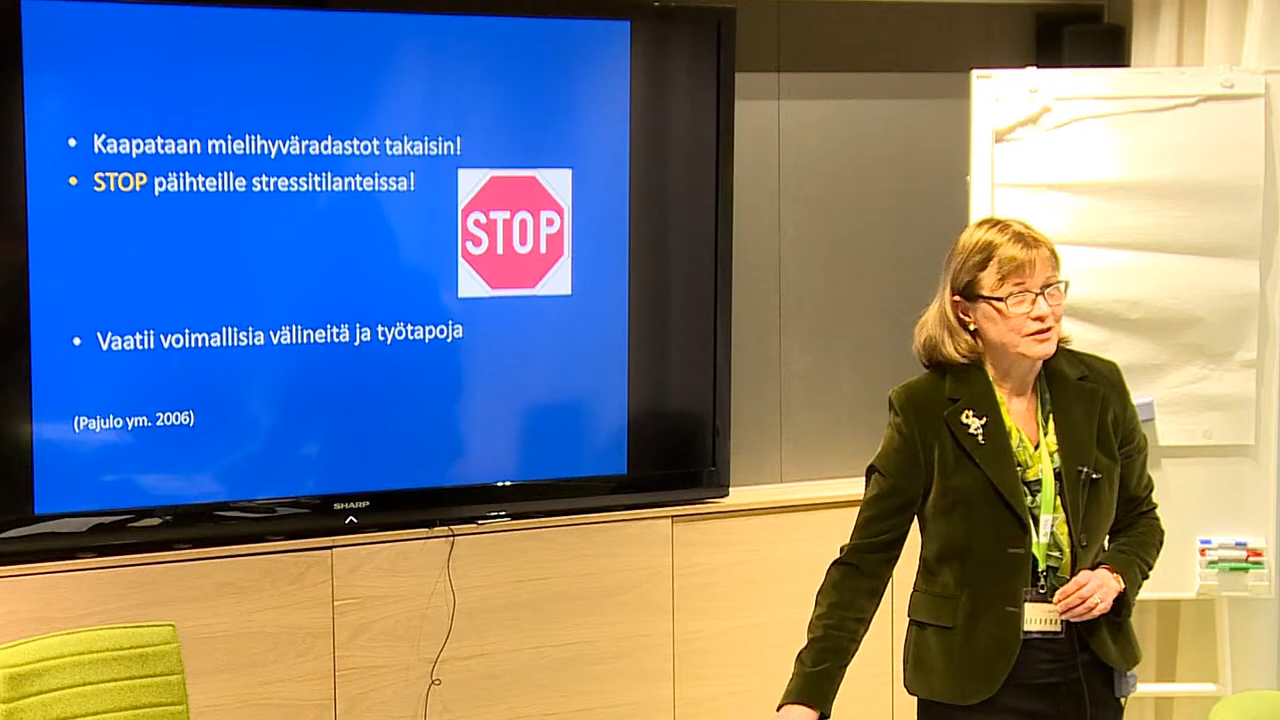 • Kaapataan mielihyväradastot takaisin!
• STOP päihteille stressitilanteissa!
STOP
• Vaatii voimallisia välineitä ja työtapoja
(Pajulo ym. 2006)
SHARP